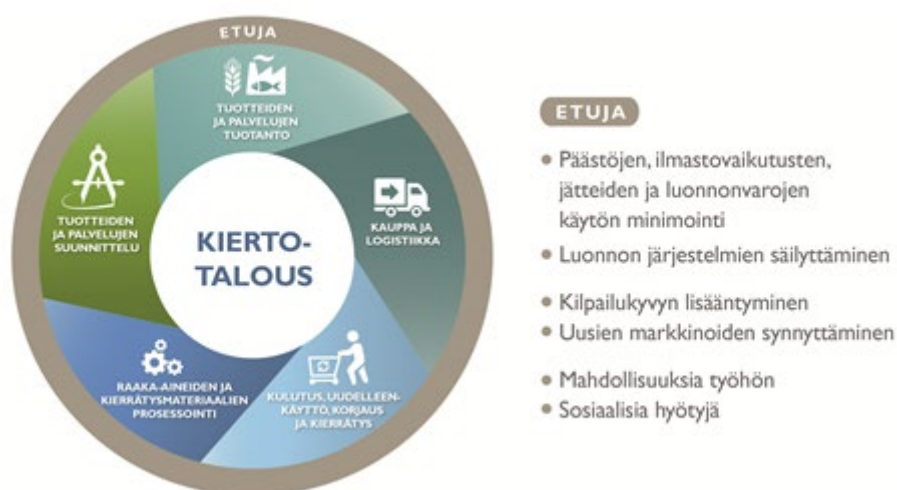 ETUJA
TUOTTEIDEN
JA PALVELUJEN
TUOTANTO
KAUPPA JA
LOGISTIIKKA
KULUTUS, UUDELLEEN-
KÄYTTÖ, KORJAUS
JA KIERRÄTYS
RAAKA-AINEIDEN JA
KIERRÄTYSMATERIAALIEN
PROSESSOINTI
TUOTTEIDEN
JA PALVELUJEN
SUUNNITTELU
KIERTO-
TALOUS
ETUJA
• Päästöjen, ilmastovaikutusten,
jätteiden ja luonnonvarojen
käytön minimointi
• Luonnon järjestelmien säilyttäminen
• Kilpailukyvyn lisääntyminen
• Uusien markkinoiden synnyttäminen
• Mahdollisuuksia työhön
• Sosiaalisia hyötyjä